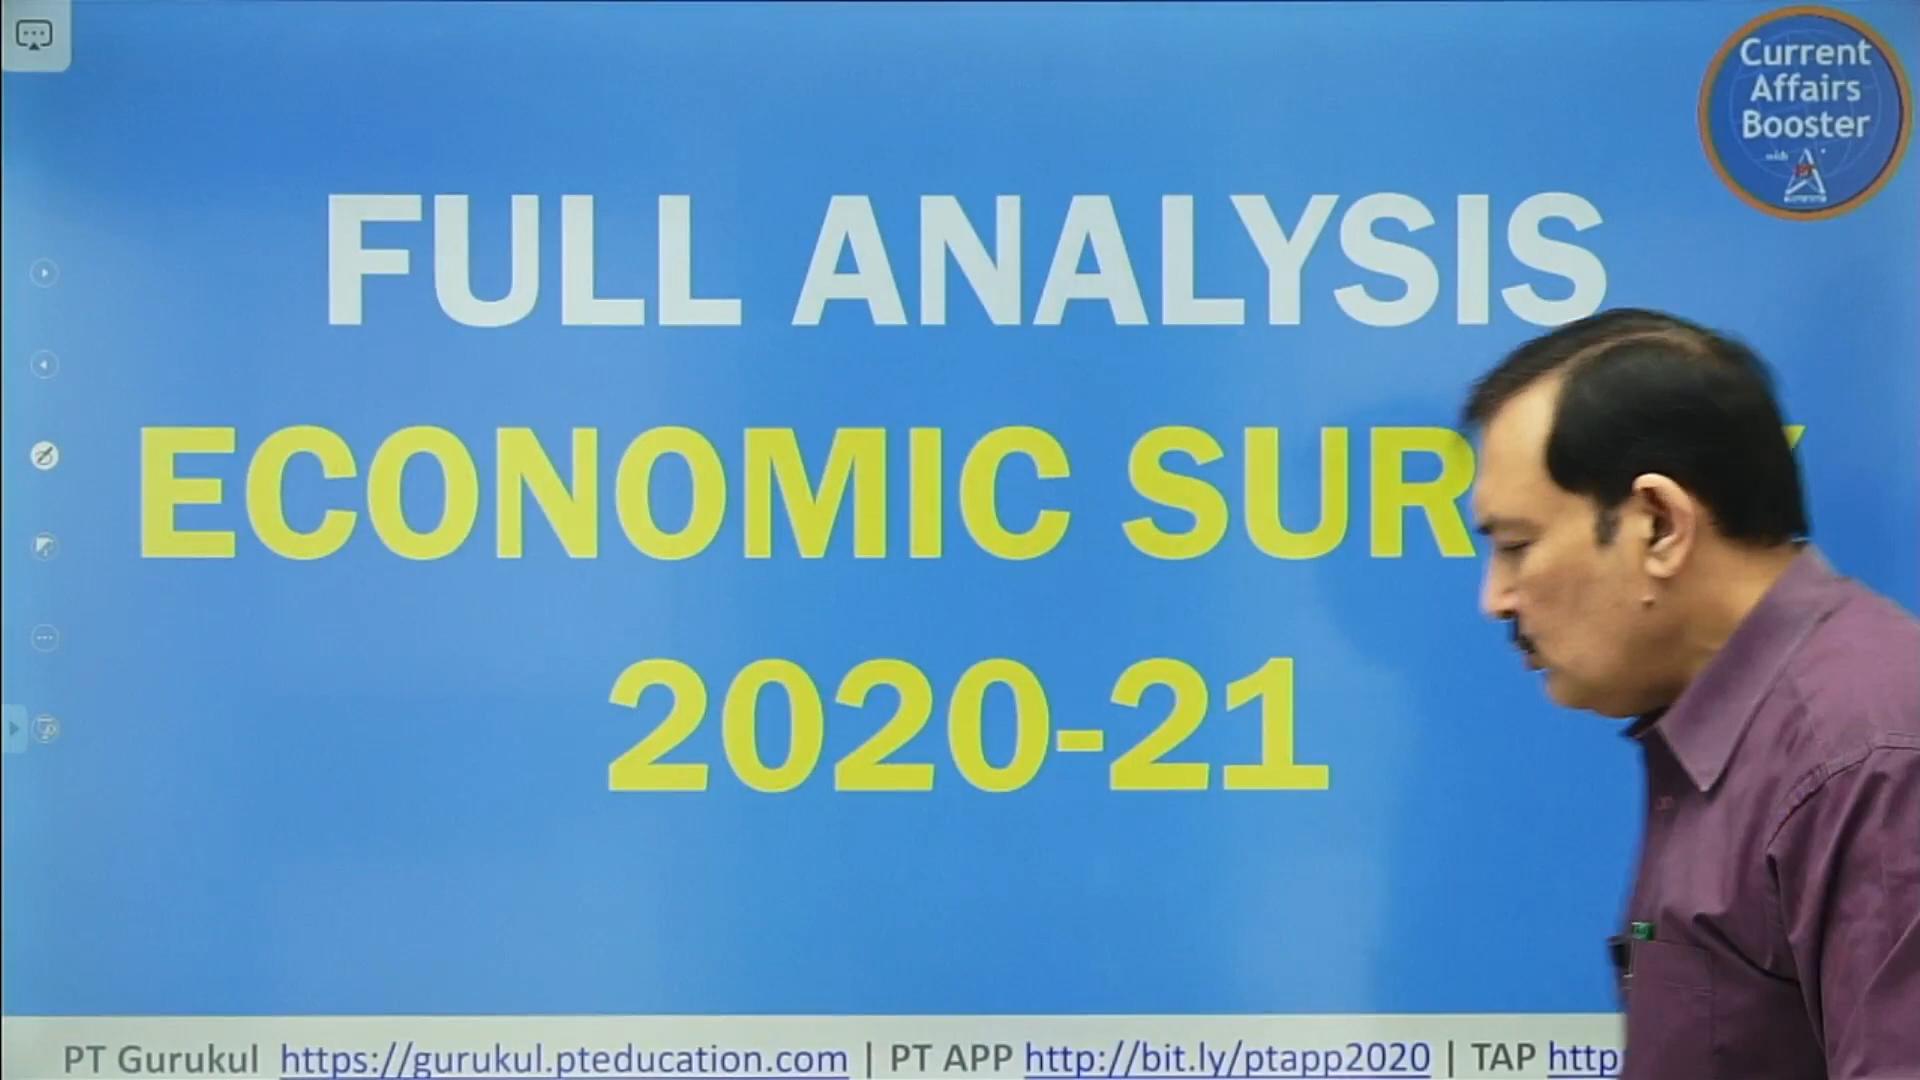 Current
Affairs
Booster
with
FULL ANALYSIS
ECONOMIC SUR
2020-21
PT Gurukul https://gurukul.pteducation.com | PT APP http://bit.ly/ptapp2020 | TAP http